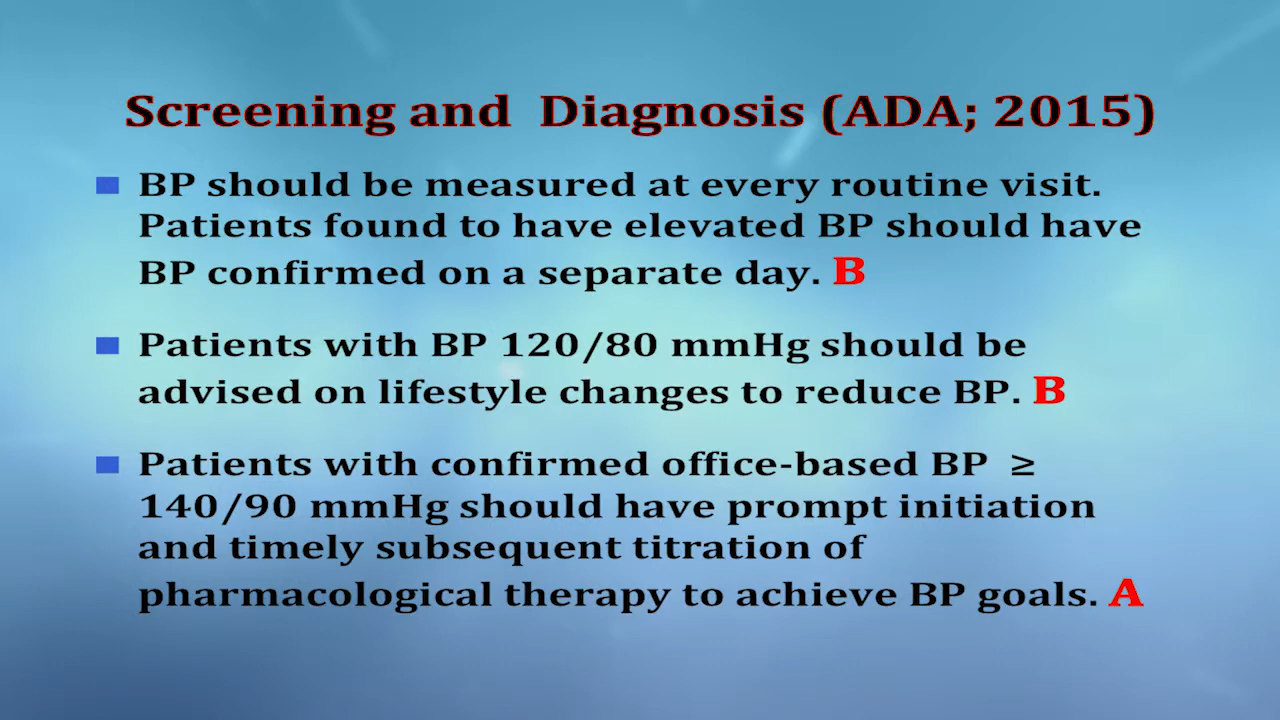 Screening and Diagnosis (ADA; 2015)
BP should be measured at every routine visit.
Patients found to have elevated BP should have
BP confirmed on a separate day. B
Patients with BP 120/80 mmHg should be
advised on lifestyle changes to reduce BP. B
Patients with confirmed office-based BP ≥
140/90 mmHg should have prompt initiation
and timely subsequent titration of
pharmacological therapy to achieve BP goals. A